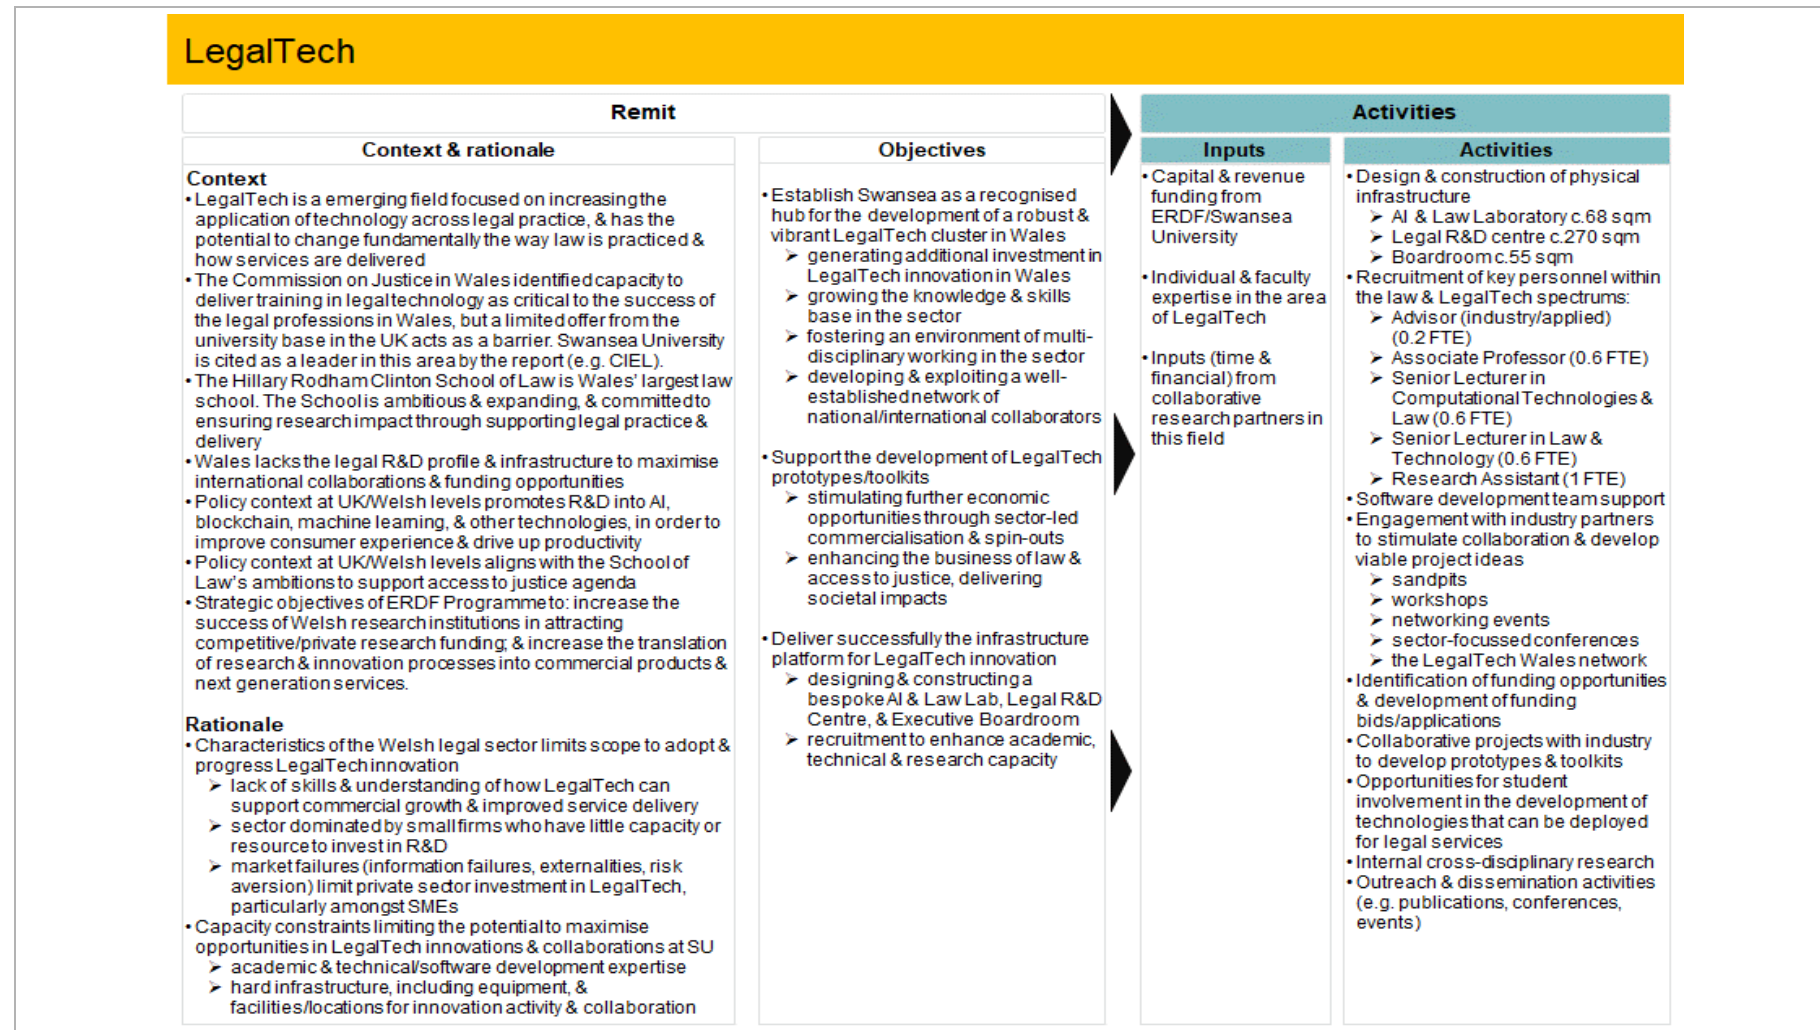 LegalTech
Remit
Context & rationale
Context
• LegalTech is a emerging field focused on increasing the
application of technology across legal practice, & has the
potential to change fundamentally the way law is practiced &
how services are delivered
• The Commission on Justice in Wales identified capacity to
deliver training in legal technology as critical to the success of
the legal professions in Wales, but a limited offer from the
university base in the UK acts as a barrier. Swansea University
is cited as a leader in this area by the report (e.g. CIEL).
• The Hillary Rodham Clinton School of Law is Wales' largest law
school. The School is ambitious & expanding, & committed to
ensuring research impact through supporting legal practice &
delivery
• Wales lacks the legal R&D profile & infrastructure to maximise
international collaborations & funding opportunities
• Policy context at UK/Welsh levels promotes R&D into AI,
blockchain, machine learning, & other technologies, in order to
improve consumer experience & drive up productivity
• Policy context at UK/Welsh levels aligns with the School of
Law's ambitions to support access to justice agenda
• Strategic objectives of ERDF Programme to: increase the
success of Welsh research institutions in attracting
competitive/private research funding; & increase the translation
of research & innovation processes into commercial products &
next generation services.
Rationale
• Characteristics of the Welsh legal sector limits scope to adopt &
progress LegalTech innovation
➢ lack of skills & understanding of how LegalTech can
support commercial growth & improved service delivery
➢ sector dominated by small firms who have little capacity or
resource to invest in R&D
➢ market failures (information failures, externalities, risk
aversion) limit private sector investment in LegalTech,
particularly amongst SMEs
• Capacity constraints limiting the potential to maximise
opportunities in LegalTech innovations & collaborations at SU
➢ academic & technical/software development expertise
➢ hard infrastructure, including equipment, &
facilities/locations for innovation activity & collaboration
Objectives
• Establish Swansea as a recognised
hub for the development of a robust &
vibrant LegalTech cluster in Wales
➢ generating additional investment in
LegalTech innovation in Wales
➢ growing the knowledge & skills
base in the sector
➢ fostering an environment of multi-
disciplinary working in the sector
➢ developing & exploiting a well-
established network of
national/international collaborators
• Support the development of LegalTech
prototypes/toolkits
➢ stimulating further economic
opportunities through sector-led
commercialisation & spin-outs
➢ enhancing the business of law &
access to justice, delivering
societal impacts
• Deliver successfully the infrastructure
platform for LegalTech innovation
➢ designing & constructing a
bespoke AI & Law Lab, Legal R&D
Centre, & Executive Boardroom
➢ recruitment to enhance academic,
technical & research capacity
Activities
Inputs
• Capital & revenue
funding from
ERDF/Swansea
University
• Individual & faculty
expertise in the area
of LegalTech
• Inputs (time &
financial) from
collaborative
research partners in
this field
Activities
• Design & construction of physical
infrastructure
➢ AI & Law Laboratory c.68 sqm
➢ Legal R&D centre c.270 sqm
➢ Boardroom c.55 sqm
• Recruitment of key personnel within
the law & LegalTech spectrums:
➢ Advisor (industry/applied)
(0.2 FTE)
➢ Associate Professor (0.6 FTE)
➢ Senior Lecturer in
Computational Technologies &
Law (0.6 FTE)
➢ Senior Lecturer in Law &
Technology (0.6 FTE)
➢ Research Assistant (1 FTE)
• Software development team support
• Engagement with industry partners
to stimulate collaboration & develop
viable project ideas
➢ sandpits
➢ workshops
➢ networking events
➢ sector-focussed conferences
➢ the LegalTech Wales network
• Identification of funding opportunities
& development of funding
bids/applications
• Collaborative projects with industry
to develop prototypes & toolkits
• Opportunities for student
involvement in the development of
technologies that can be deployed
for legal services
• Internal cross-disciplinary research
• Outreach & dissemination activities
(e.g. publications, conferences,
events)